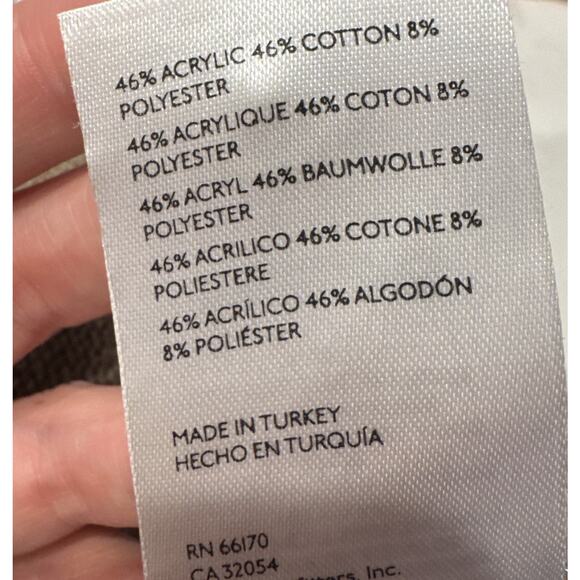 46% ACRYLIC 46% COTTON 8%
POLYESTER
46% ACRYLIQUE 46% COTON 8%
POLYESTER
46% ACRYL 46% BAUMWOLLE 8%
POLYESTER
46% ACRILICO 46% COTONE 8%
POLIESTERE
46% ACRÍLICO 46% ALGODÓN
8% POLIÉSTER
MADE IN TURKEY
HECHO EN TURQUÍA
RN 66170
CA 32054
Inc.